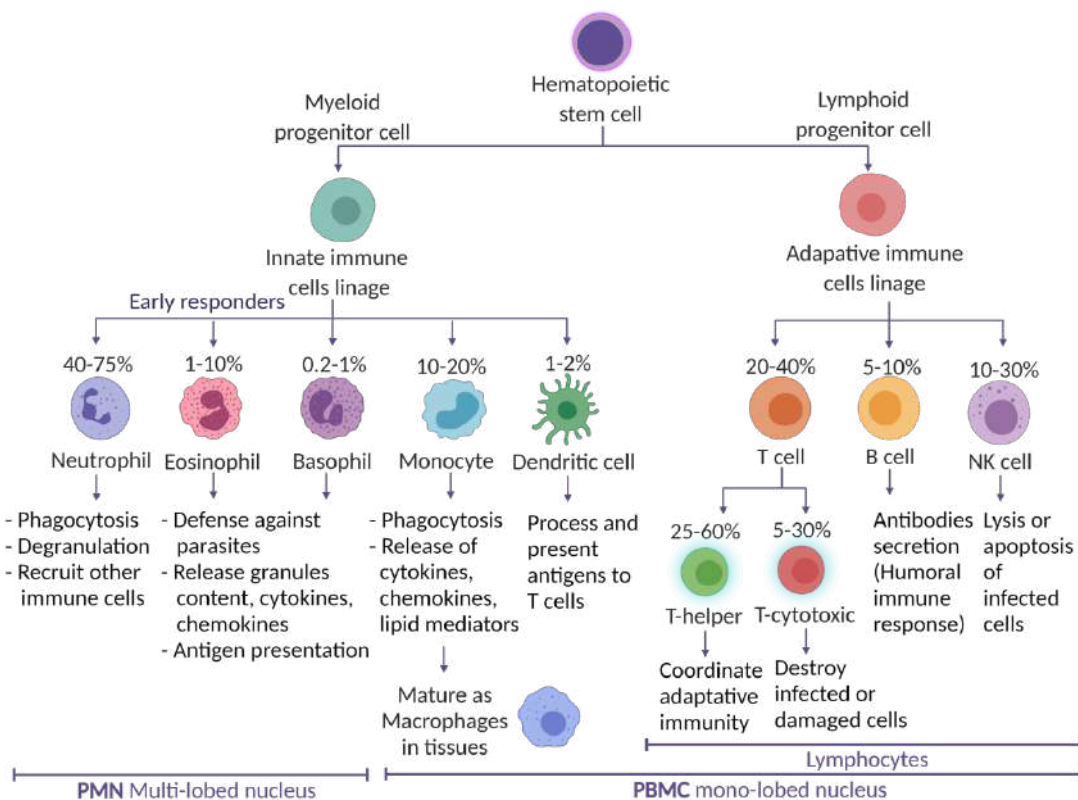 Hematopoietic
stem cell
Myeloid
progenitor cell
Lymphoid
progenitor cell
Innate immune
cells linage
Adapative immune
cells linage
Early responders
40-75%
1-10%
0.2-1%
10-20%
1-2%
20-40%
5-10%
10-30%
Neutrophil
Eosinophil
Basophil
Monocyte
Dendritic cell
T cell
B cell
NK cell
- Phagocytosis
- Degranulation
- Recruit other
immune cells
- Defense against
parasites
- Release granules
content, cytokines,
chemokines
- Antigen presentation
- Phagocytosis
- Release of
cytokines,
chemokines,
lipid mediators
Mature as
Macrophages
in tissues
Process and
present
antigens to
T cells
25-60%
5-30%
T-helper
T-cytotoxic
Coordinate
adaptative
immunity
Destroy
infected or
damaged cells
Antibodies
secretion
(Humoral
immune
response)
Lysis or
apoptosis
of
infected
cells
Lymphocytes
PMN Multi-lobed nucleus
PBMC mono-lobed nucleus